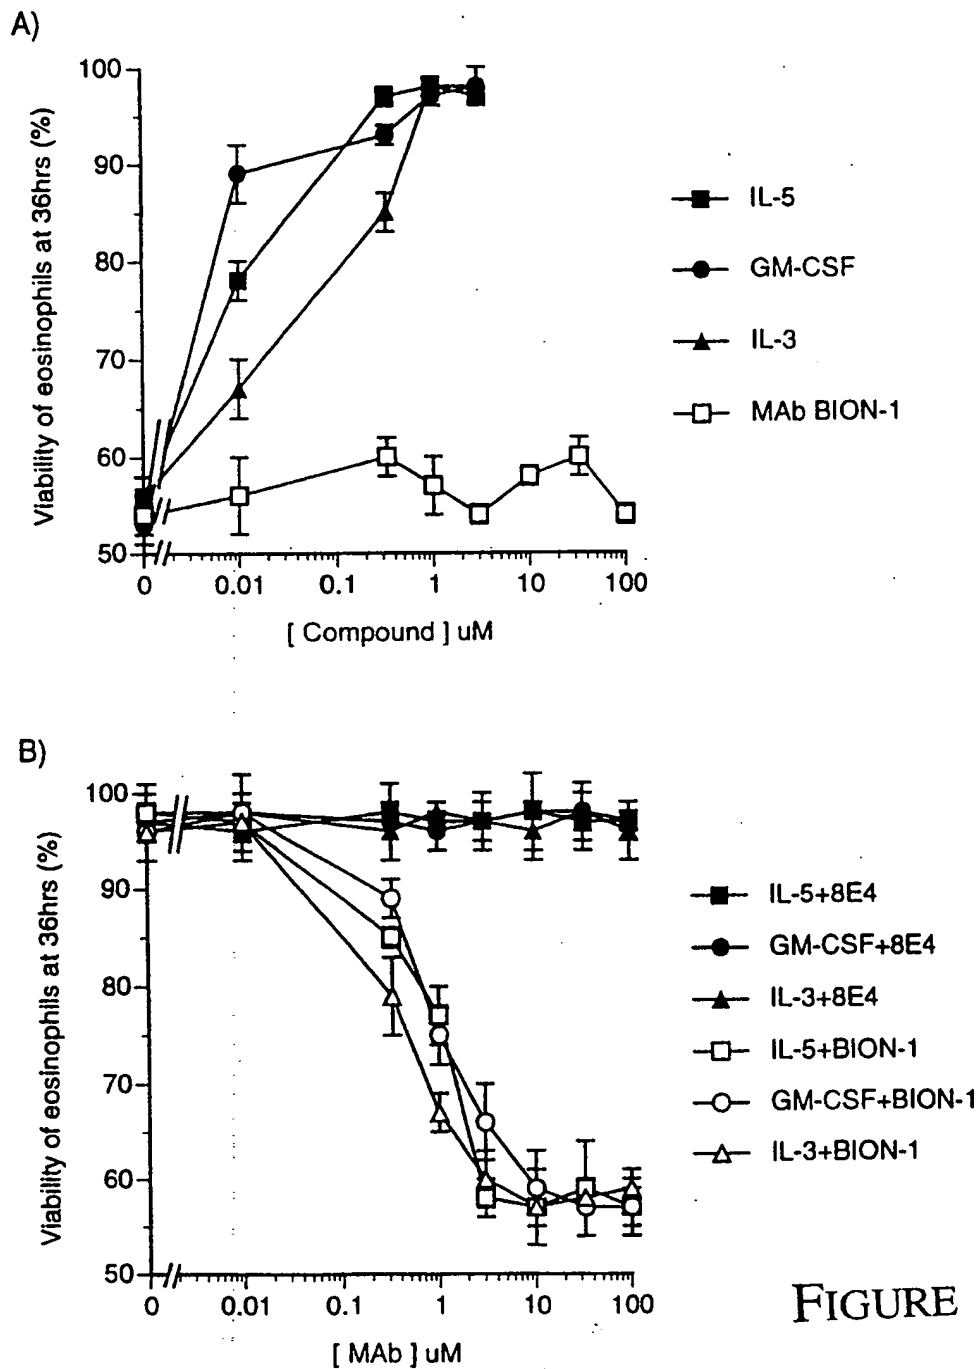 A)
Viability of eosinophils at 36hrs (%)
100
90
80
70
60
50
0
0.01
0.1
1
10
100
[ Compound ] uM
IL-5
GM-CSF
IL-3
MAb BION-1
B)
Viability of eosinophils at 36hrs (%)
100
90
80
70
60
50
0
0.01
0.1
1
10
100
[ MAb ] uM
IL-5+8E4
GM-CSF+8E4
IL-3+8E4
IL-5+BION-1
GM-CSF+BION-1
IL-3+BION-1
FIGURE